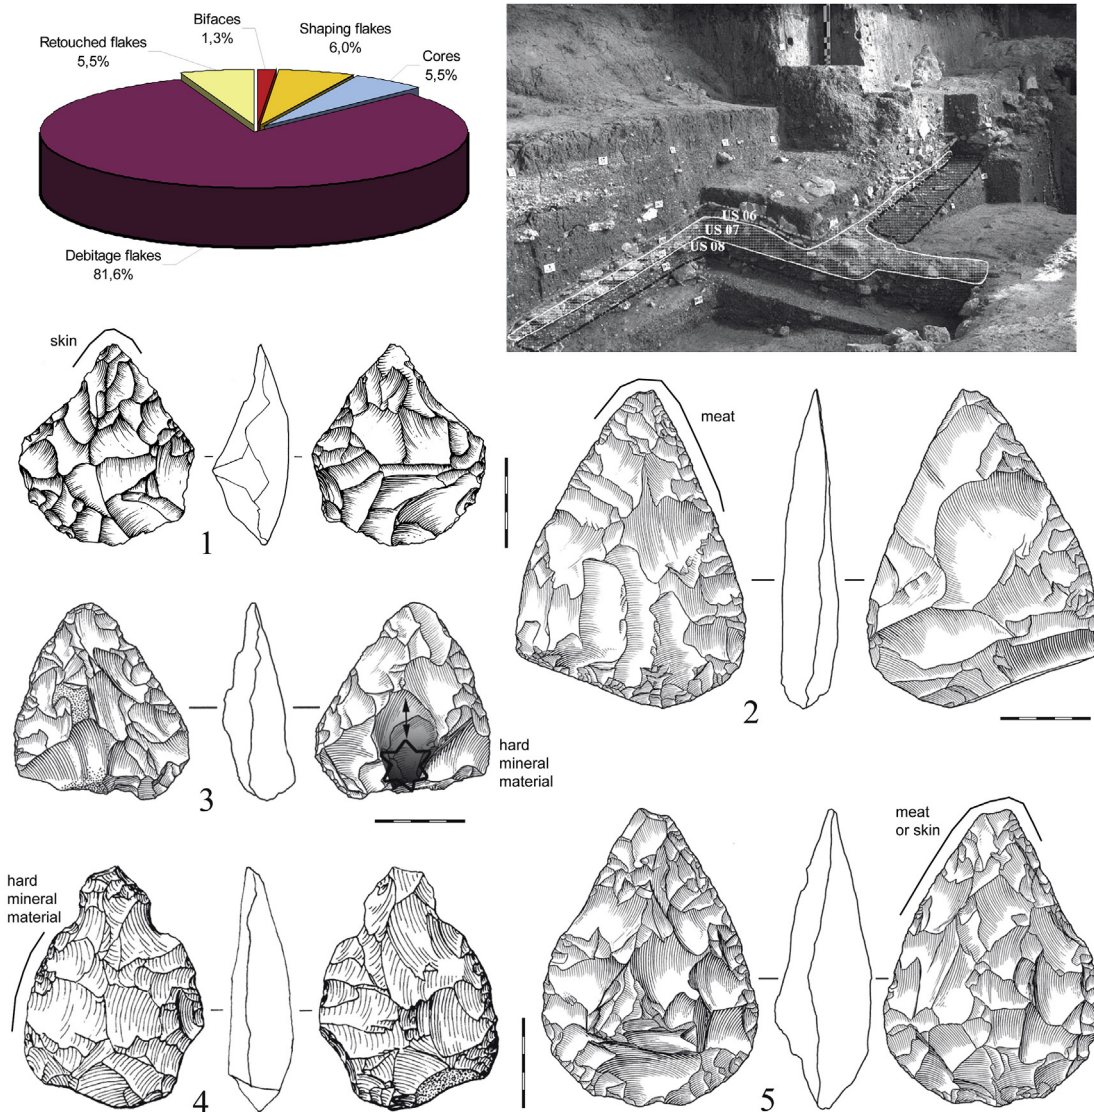 Bifaces
1,3%
Shaping flakes
6,0%
Retouched flakes
5,5%
Cores
5,5%
Debitage flakes
81,6%
US 06
US 07
US 08
skin
1
meat
2
3
hard
mineral
material
hard
mineral
material
4
meat
or skin
5